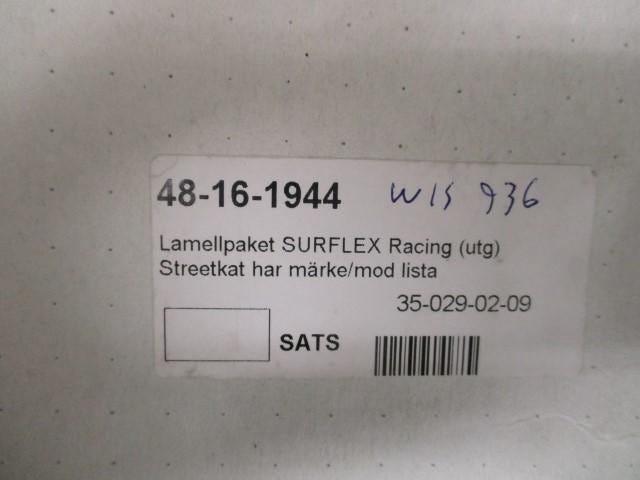 48-16-1944 W15 936
Lamellpaket SURFLEX Racing (utg)
Streetkat har märke/mod lista
35-029-02-09
SATS